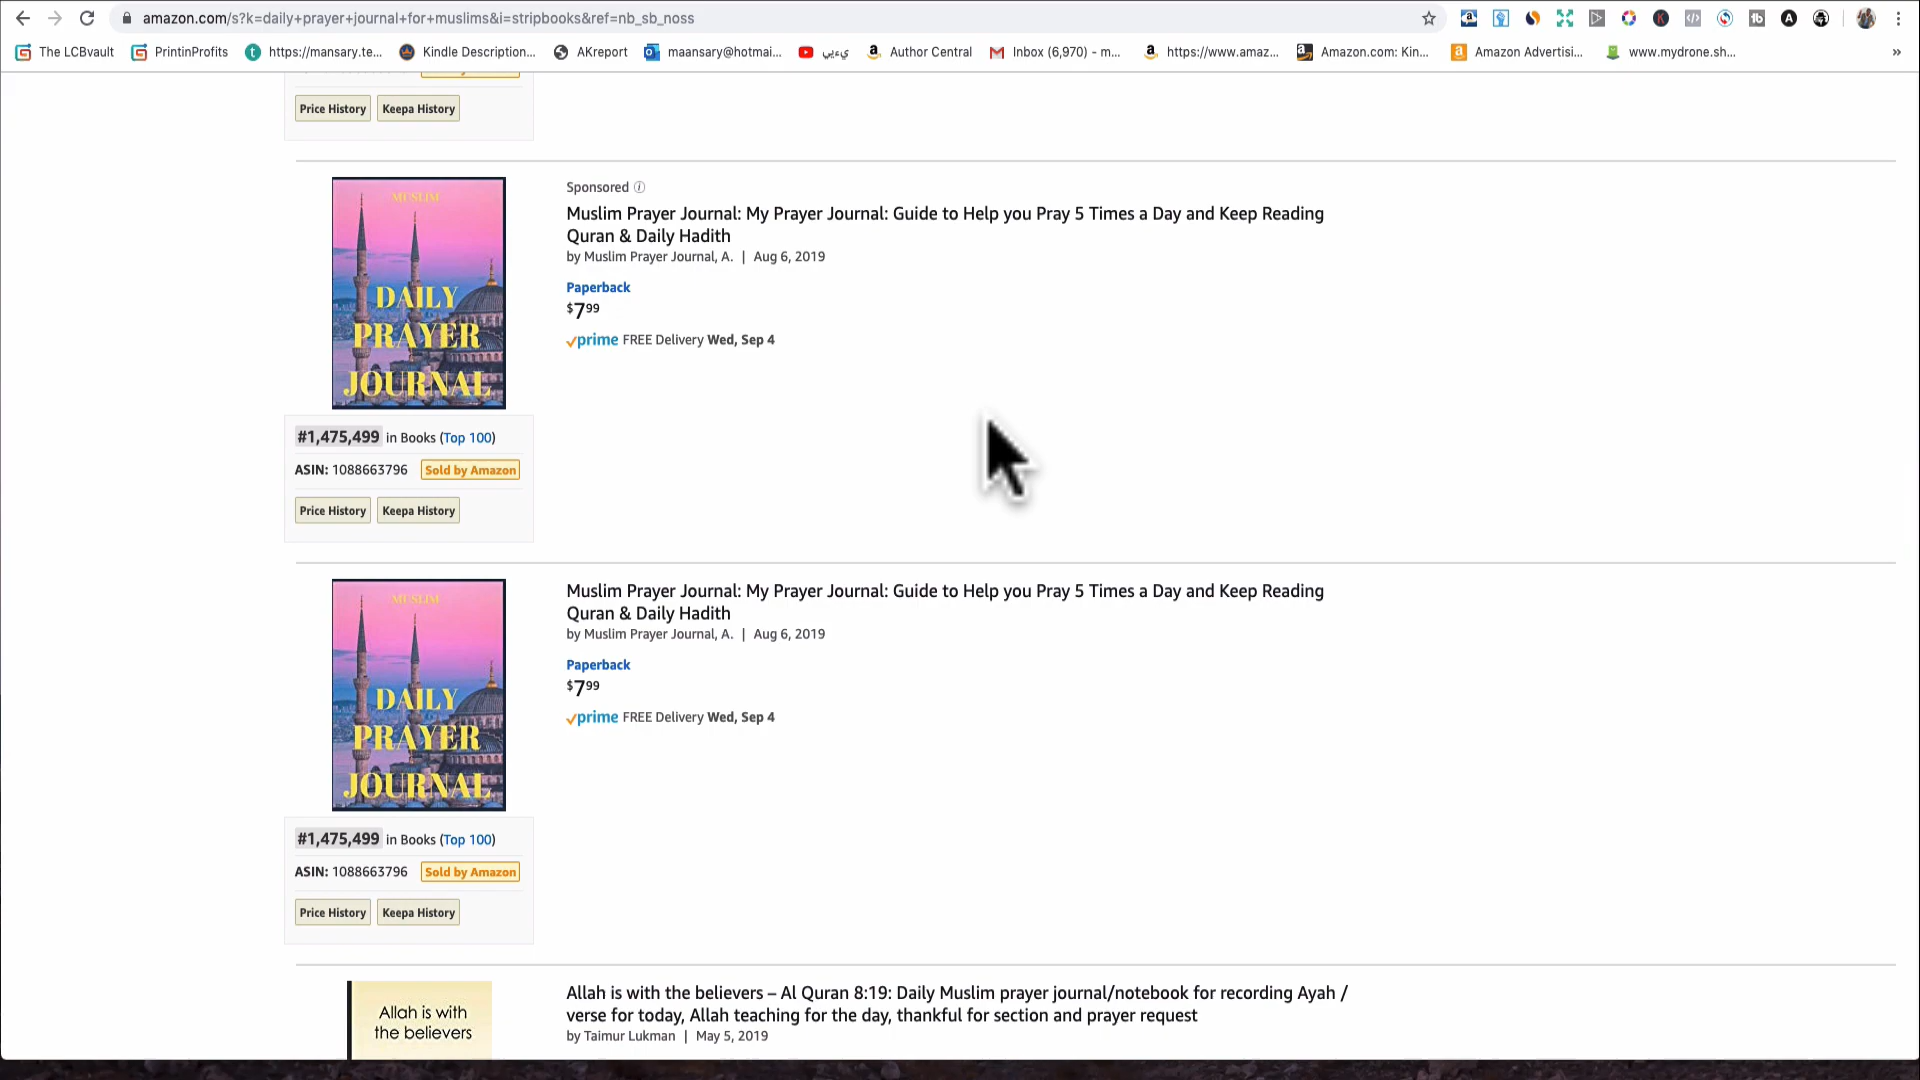 amazon.com/s?k=daily+prayer+journal+for+muslims&i=stripbooks&ref=nb_sb_noss
The LCBvault PrintinProfits https://mansary.te... Kindle Description... AKreport maansary@hotmai... Author Central Inbox (6,970) - m... https://www.amaz... Amazon.com: Kin... Amazon Advertisi... www.mydrone.sh... »
Price History Keepa History
MUSLIM
DAILY
PRAYER
JOURNAL
Sponsored
Muslim Prayer Journal: My Prayer Journal: Guide to Help you Pray 5 Times a Day and Keep Reading
Quran & Daily Hadith
by Muslim Prayer Journal, A. | Aug 6, 2019
Paperback
$7.99
prime FREE Delivery Wed, Sep 4
#1,475,499 in Books (Top 100)
ASIN: 1088663796 Sold by Amazon
Price History Keepa History
MUSLIM
DAILY
PRAYER
JOURNAL
Muslim Prayer Journal: My Prayer Journal: Guide to Help you Pray 5 Times a Day and Keep Reading
Quran & Daily Hadith
by Muslim Prayer Journal, A. | Aug 6, 2019
Paperback
$7.99
prime FREE Delivery Wed, Sep 4
#1,475,499 in Books (Top 100)
ASIN: 1088663796 Sold by Amazon
Price History Keepa History
Allah is with
the believers
Allah is with the believers – Al Quran 8:19: Daily Muslim prayer journal/notebook for recording Ayah /
verse for today, Allah teaching for the day, thankful for section and prayer request
by Taimur Lukman | May 5, 2019